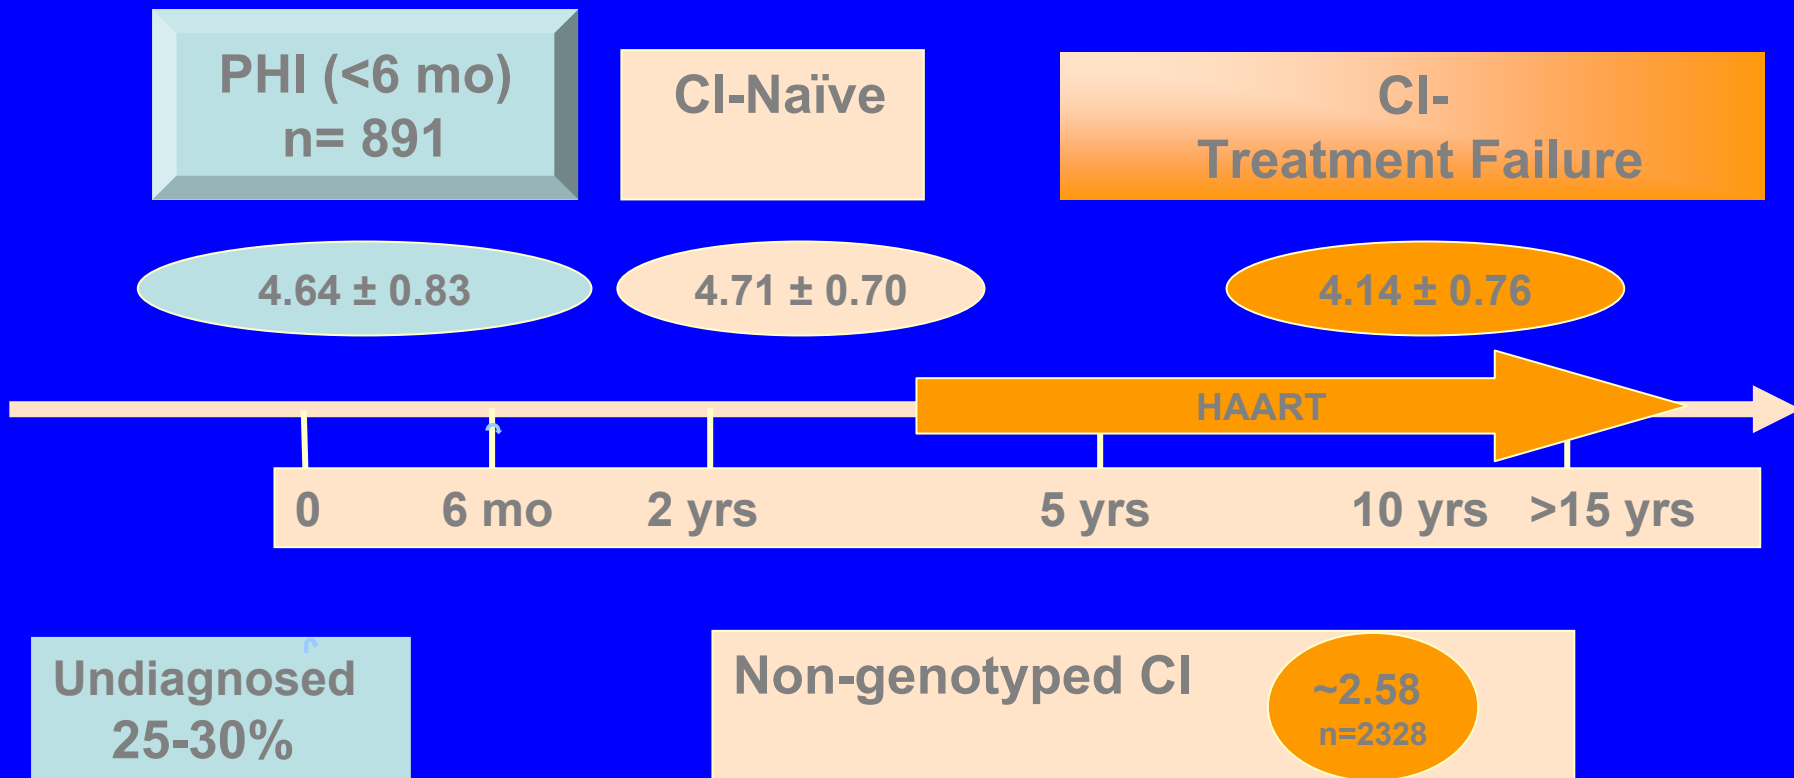 PHI (<6 mo)
n= 891
CI-Naïve
CI-
Treatment Failure
4.64 ± 0.83
4.71 ± 0.70
4.14 ± 0.76
HAART
0 6 mo 2 yrs 5 yrs 10 yrs >15 yrs
Undiagnosed
25-30%
Non-genotyped CI
~2.58
n=2328